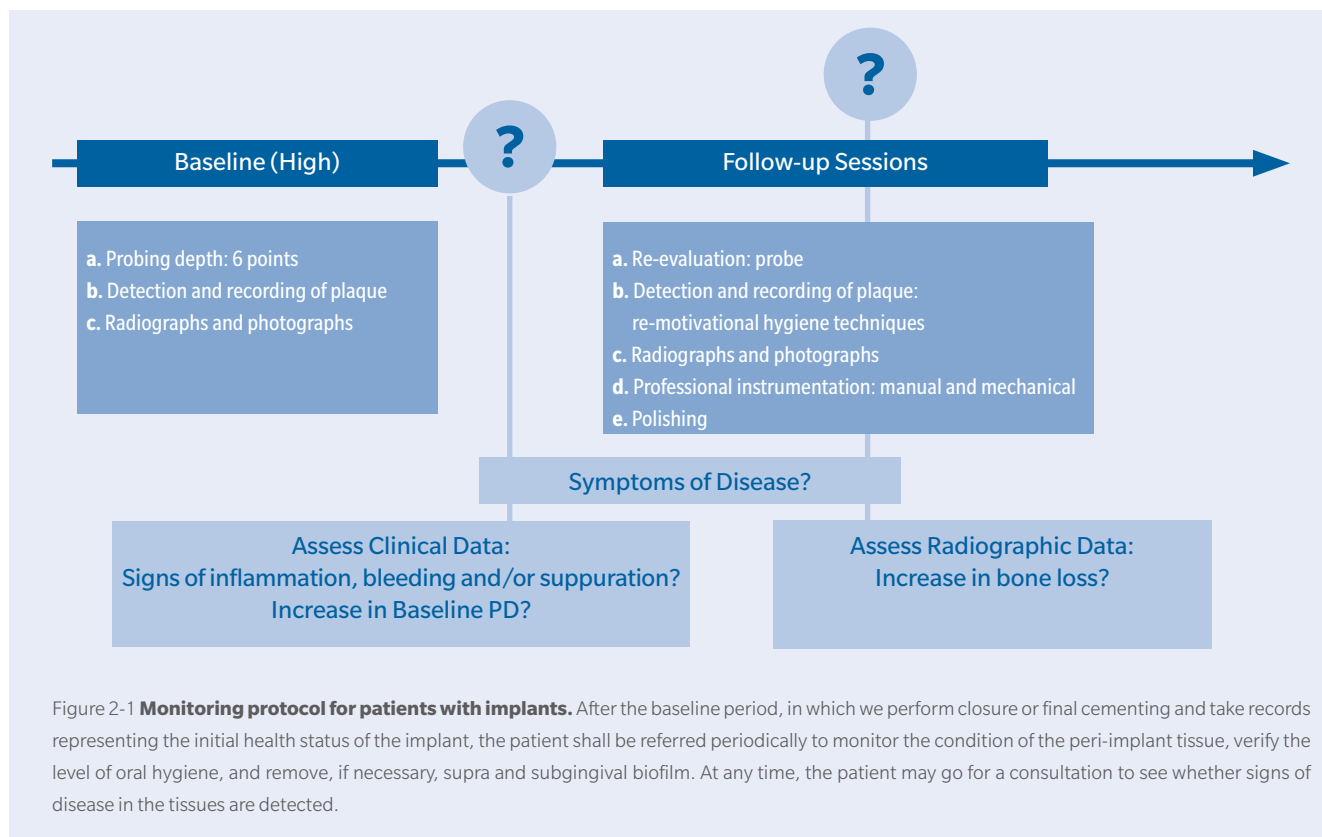 ?
?
Baseline (High)
Follow-up Sessions
a. Probing depth: 6 points
b. Detection and recording of plaque
c. Radiographs and photographs
a. Re-evaluation: probe
b. Detection and recording of plaque:
re-motivational hygiene techniques
c. Radiographs and photographs
d. Professional instrumentation: manual and mechanical
e. Polishing
Symptoms of Disease?
Assess Clinical Data:
Signs of inflammation, bleeding and/or suppuration?
Increase in Baseline PD?
Assess Radiographic Data:
Increase in bone loss?
Figure 2-1 Monitoring protocol for patients with implants. After the baseline period, in which we perform closure or final cementing and take records
representing the initial health status of the implant, the patient shall be referred periodically to monitor the condition of the peri-implant tissue, verify the
level of oral hygiene, and remove, if necessary, supra and subgingival biofilm. At any time, the patient may go for a consultation to see whether signs of
disease in the tissues are detected.